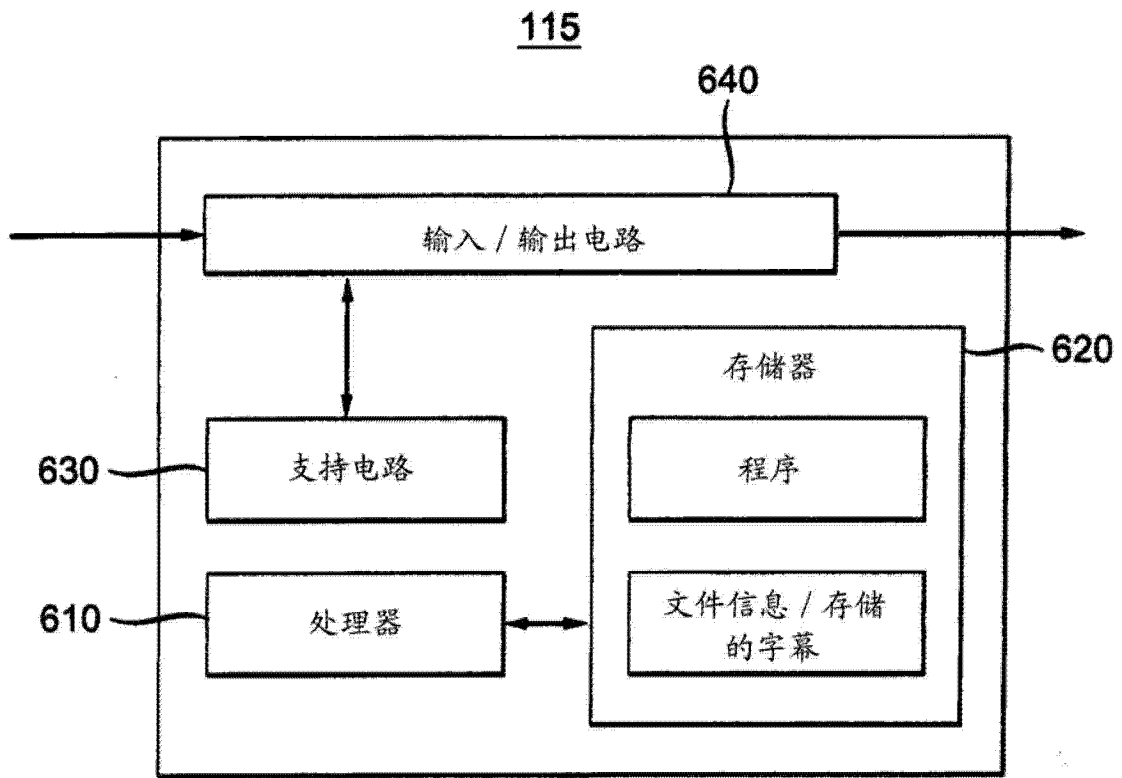 115
640
输入/输出电路
存储器
620
支持电路
630
程序
处理器
610
文件信息/存储
的字幕